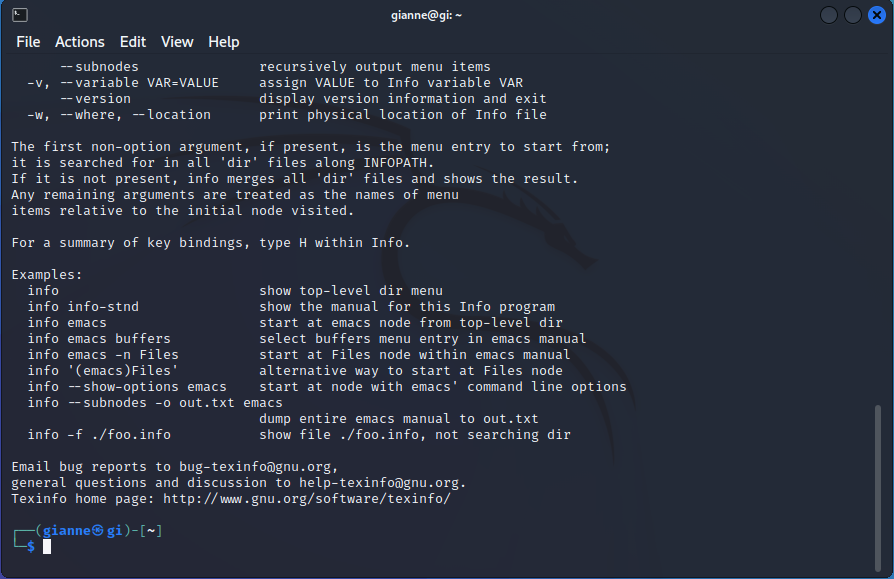 gianne@gi: ~
File Actions Edit View Help
      --subnodes               recursively output menu items
  -v, --variable VAR=VALUE     assign VALUE to Info variable VAR
      --version                display version information and exit
  -w, --where, --location      print physical location of Info file

The first non-option argument, if present, is the menu entry to start from;
it is searched for in all 'dir' files along INFOPATH.
If it is not present, info merges all 'dir' files and shows the result.
Any remaining arguments are treated as the names of menu
items relative to the initial node visited.

For a summary of key bindings, type H within Info.

Examples:
  info                         show top-level dir menu
  info info-stnd               show the manual for this Info program
  info emacs                   start at emacs node from top-level dir
  info emacs buffers           select buffers menu entry in emacs manual
  info emacs -n Files          start at Files node within emacs manual
  info '(emacs)Files'          alternative way to start at Files node
  info --show-options emacs    start at node with emacs' command line options
  info --subnodes -o out.txt emacs
                               dump entire emacs manual to out.txt
  info -f ./foo.info           show file ./foo.info, not searching dir

Email bug reports to bug-texinfo@gnu.org,
general questions and discussion to help-texinfo@gnu.org.
Texinfo home page: http://www.gnu.org/software/texinfo/

┌──(gianne㉿gi)-[~]
└─$